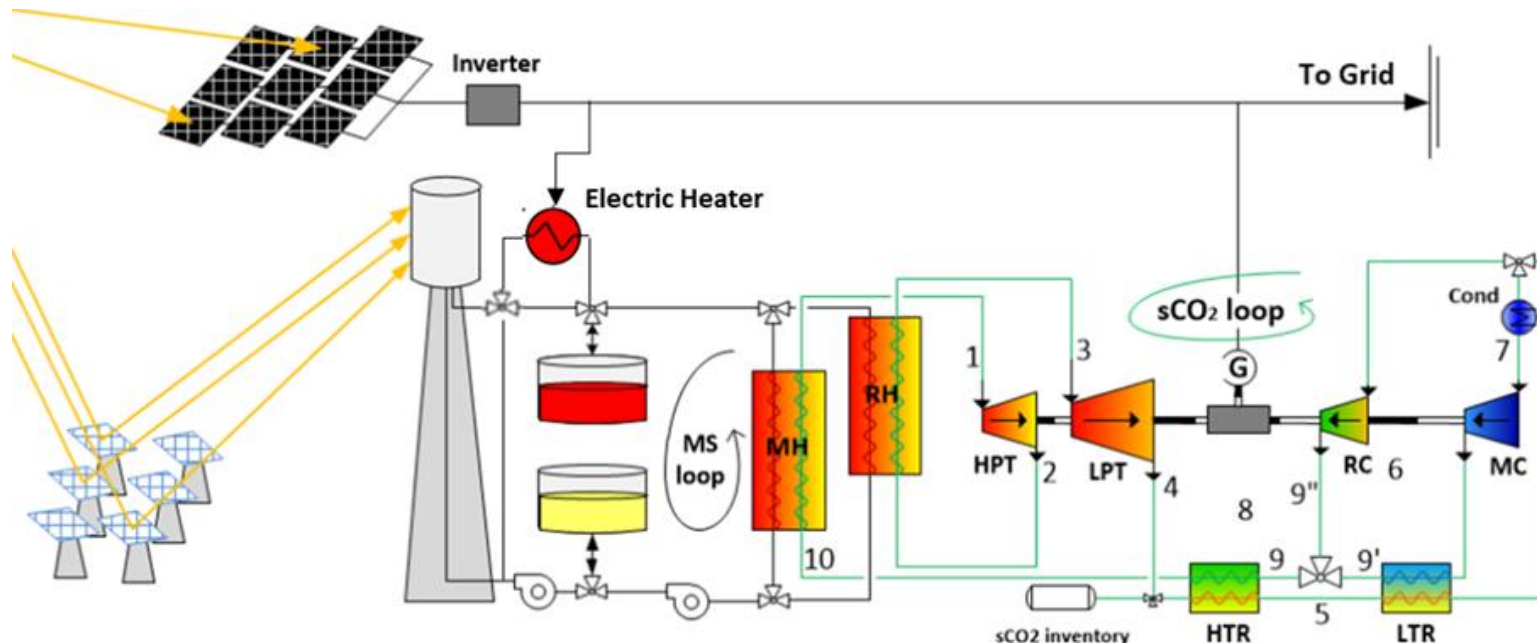 Inverter
To Grid
Electric Heater
sCO2 loop
Cond
7
1
3
G
RH
MH
MS
loop
HPT
LPT
RC
6
MC
2
4
9"
8
10
9
9'
5
sCO2 inventory
HTR
LTR